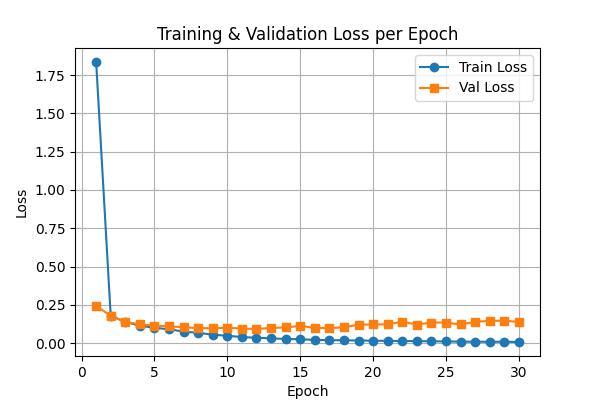 Training & Validation Loss per Epoch
Train Loss
Val Loss
Loss
1.75
1.50
1.25
1.00
0.75
0.50
0.25
0.00
0 5 10 15 20 25 30
Epoch